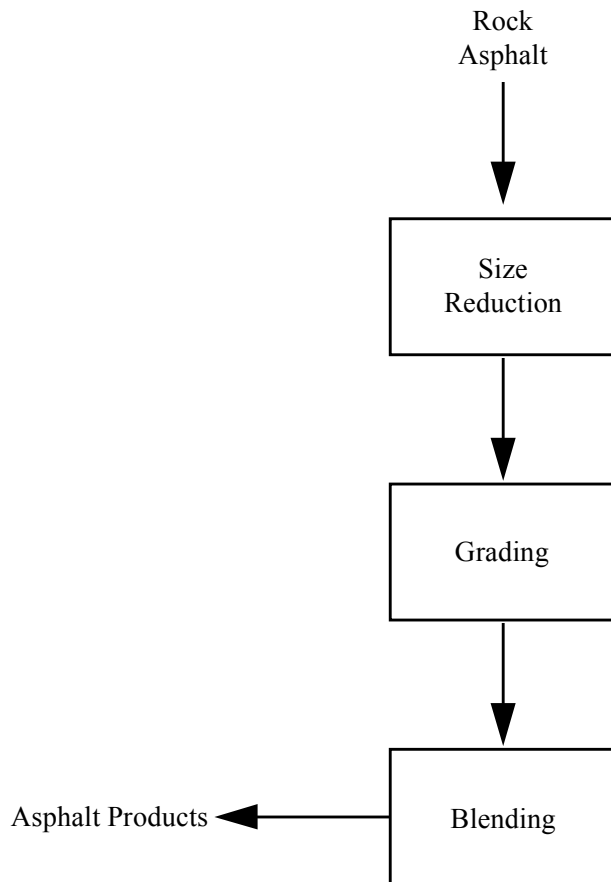 Rock
Asphalt
Size
Reduction
Grading
Asphalt Products
Blending